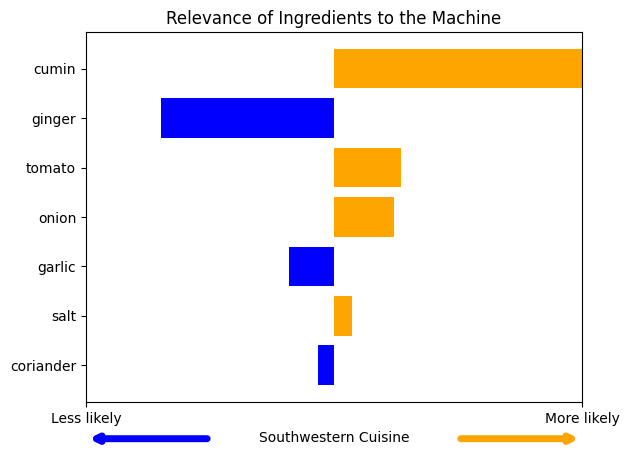 Relevance of Ingredients to the Machine
cumin
ginger
tomato
onion
garlic
salt
coriander
Less likely
More likely
Southwestern Cuisine